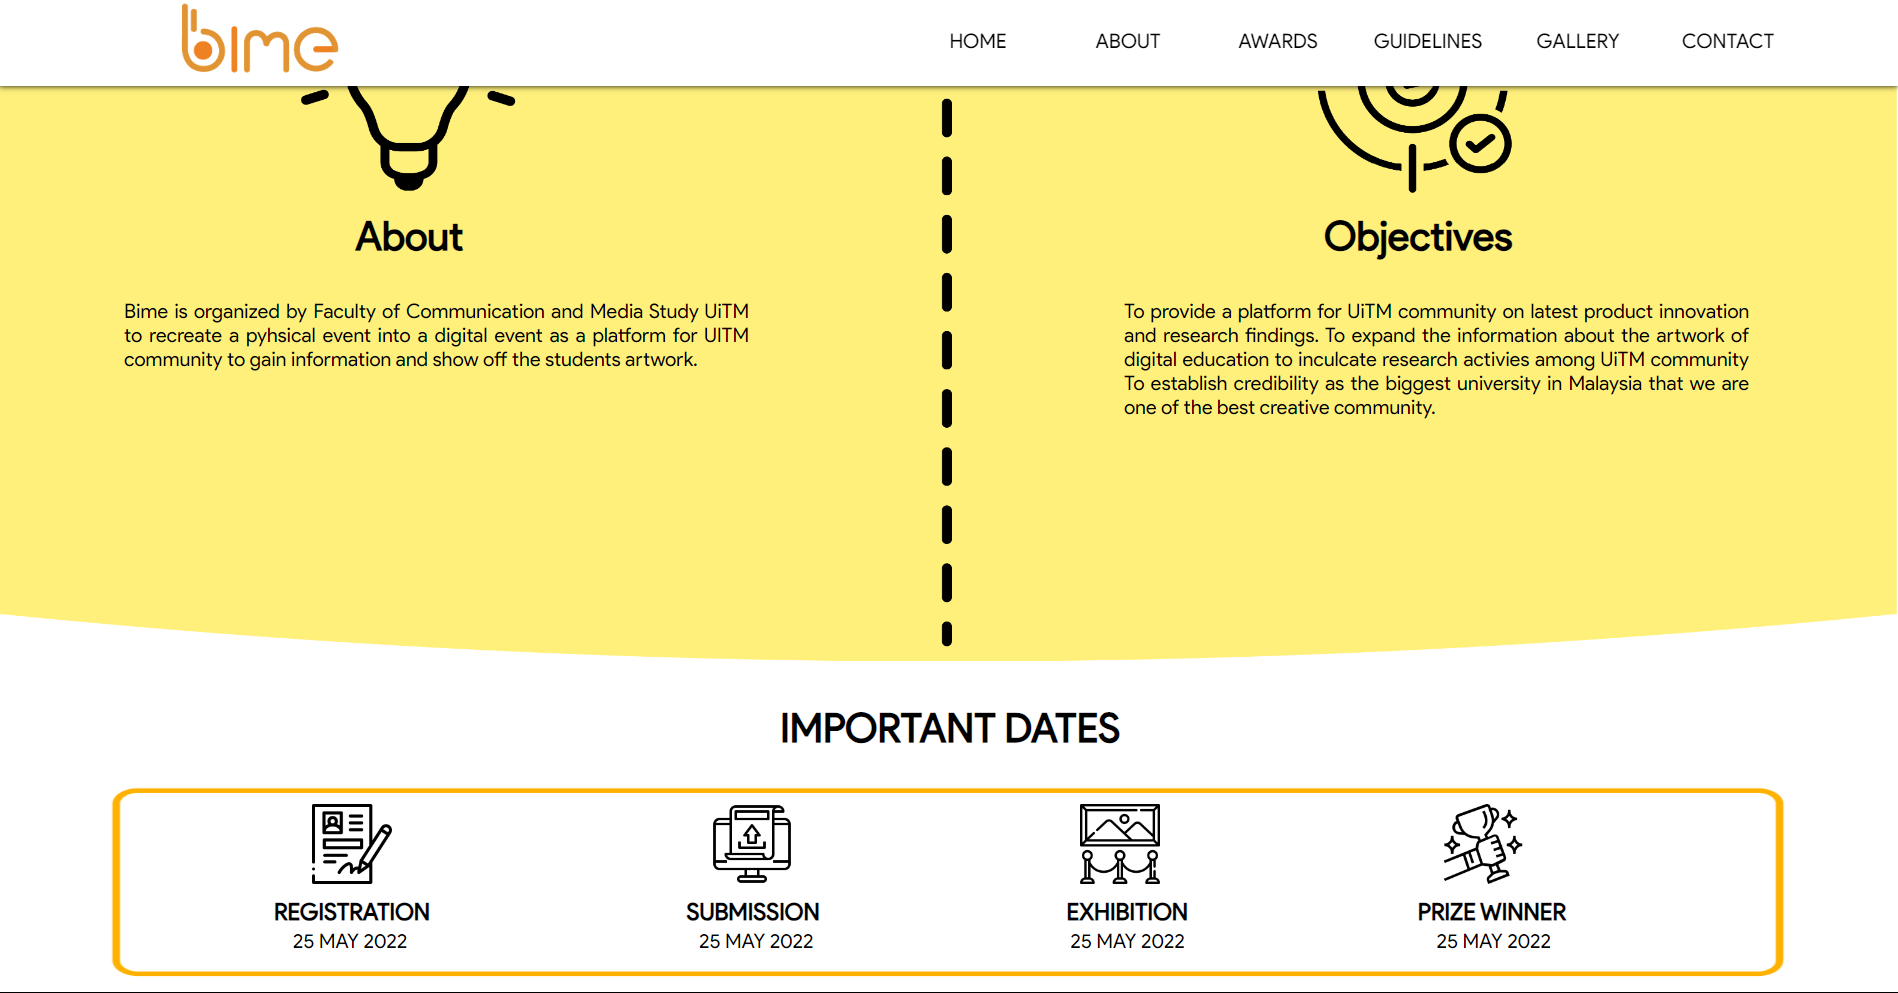 bime
HOME ABOUT AWARDS GUIDELINES GALLERY CONTACT
About
Bime is organized by Faculty of Communication and Media Study UiTM
to recreate a pyhsical event into a digital event as a platform for UITM
community to gain information and show off the students artwork.
Objectives
To provide a platform for UiTM community on latest product innovation
and research findings. To expand the information about the artwork of
digital education to inculcate research activies among UiTM community
To establish credibility as the biggest university in Malaysia that we are
one of the best creative community.
IMPORTANT DATES
REGISTRATION
25 MAY 2022
SUBMISSION
25 MAY 2022
EXHIBITION
25 MAY 2022
PRIZE WINNER
25 MAY 2022